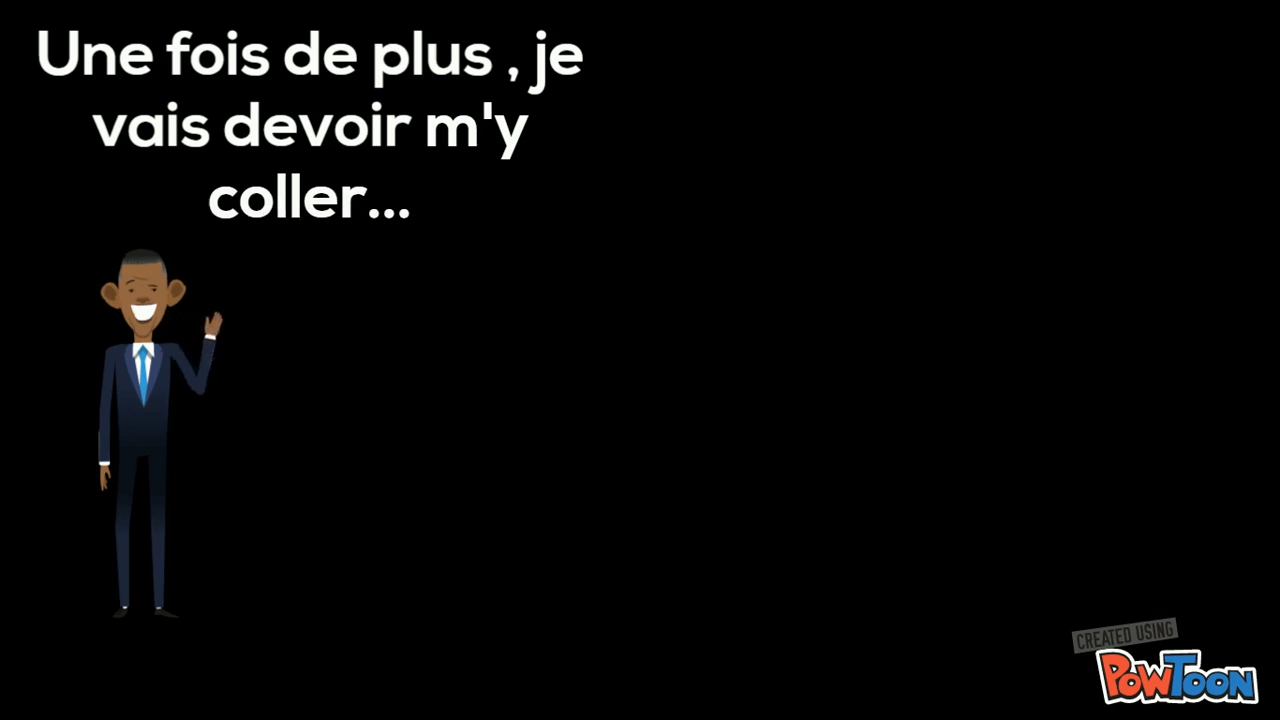 Une fois de plus , je
vais devoir m'y
coller...
CREATED USING
POWTOON